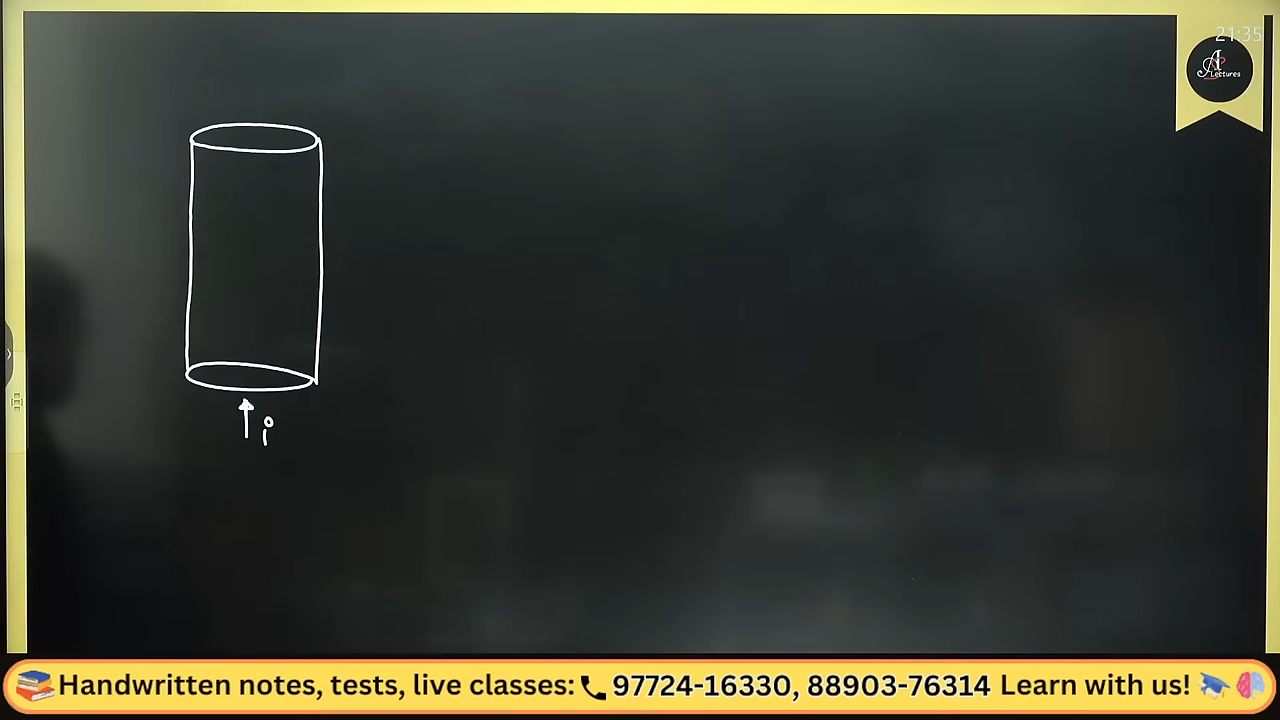 21:35
A
Lectures
i
Handwritten notes, tests, live classes: 97724-16330, 88903-76314 Learn with us!